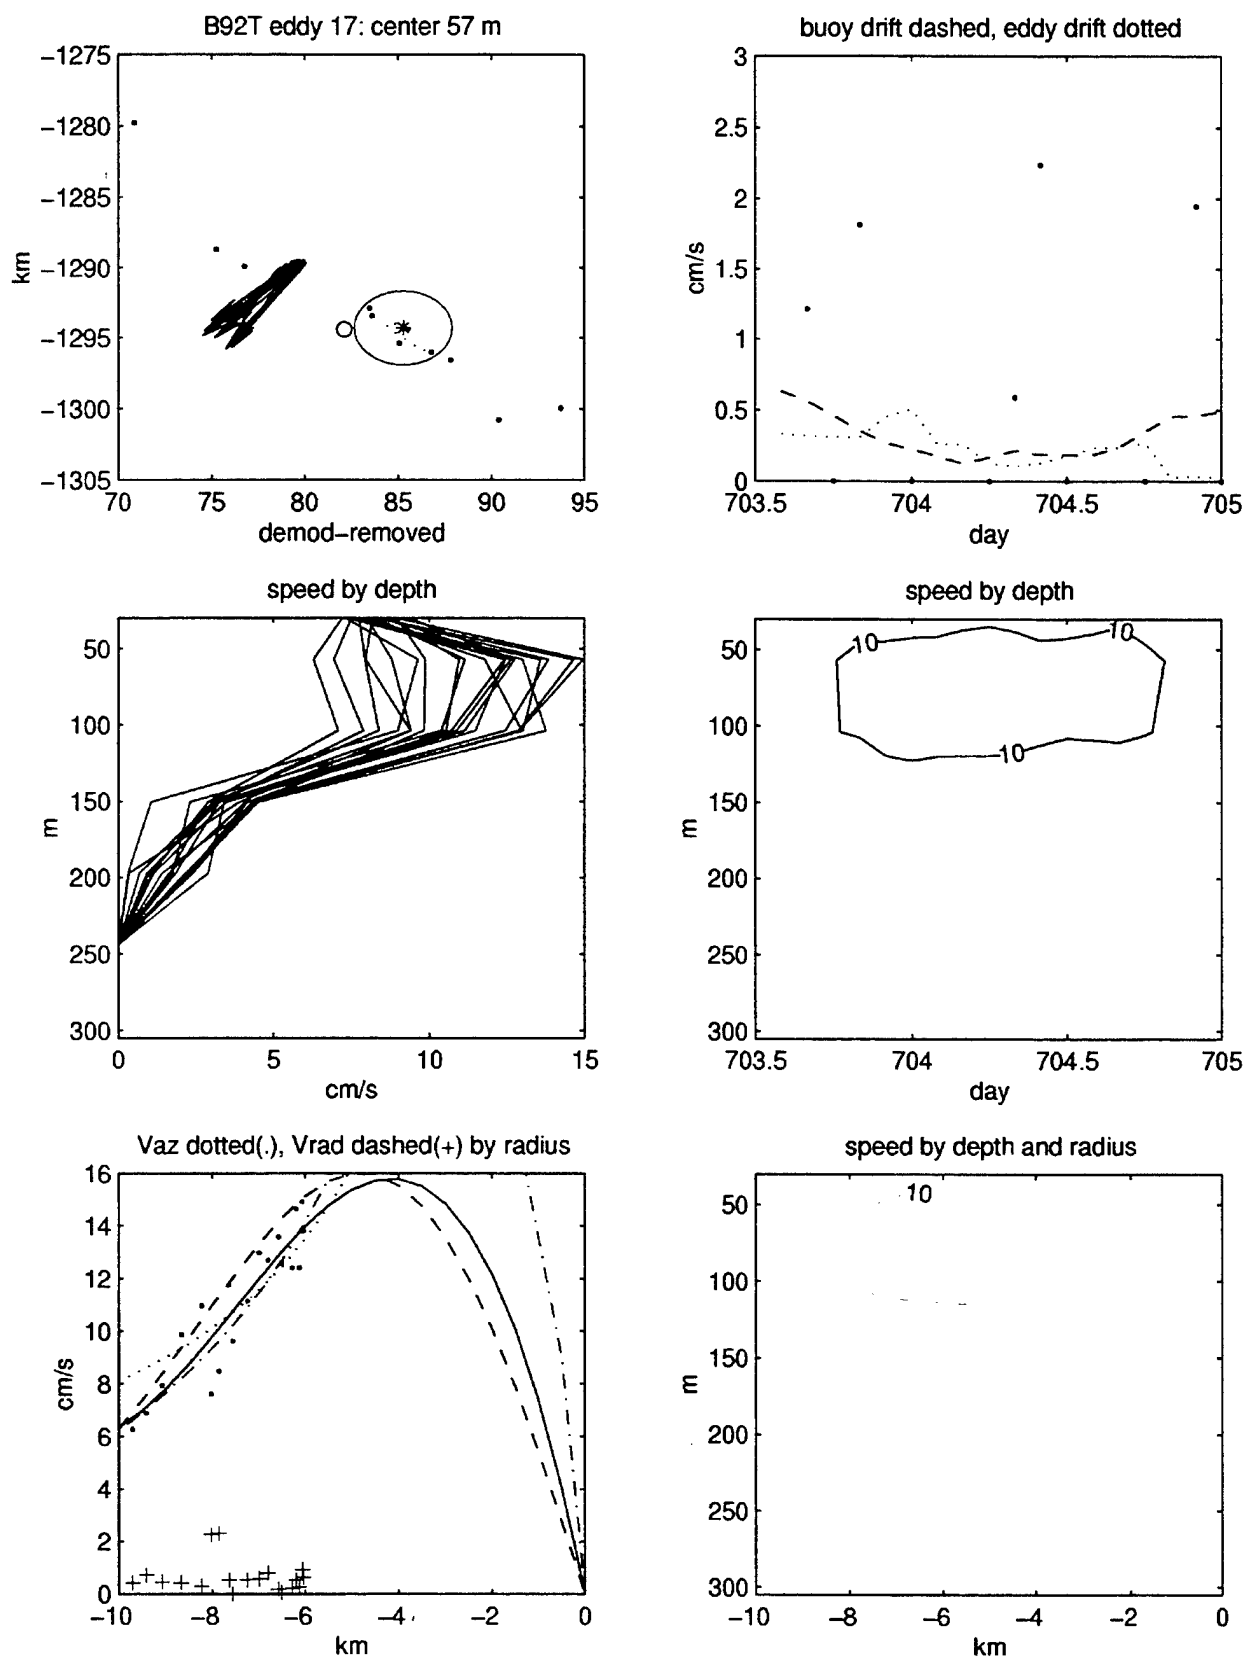 B92T eddy 17: center 57 m
−1275
−1280
−1285
−1290
−1295
−1300
−1305
km
70 75 80 85 90 95
demod−removed
buoy drift dashed, eddy drift dotted
3
2.5
2
1.5
1
0.5
0
cm/s
703.5 704 704.5 705
day
speed by depth
50
100
150
200
250
300
m
0 5 10 15
cm/s
speed by depth
50
100
150
200
250
300
m
10
10
10
703.5 704 704.5 705
day
Vaz dotted(.), Vrad dashed(+) by radius
16
14
12
10
8
6
4
2
0
cm/s
−10 −8 −6 −4 −2 0
km
speed by depth and radius
50
100
150
200
250
300
m
10
−10 −8 −6 −4 −2 0
km